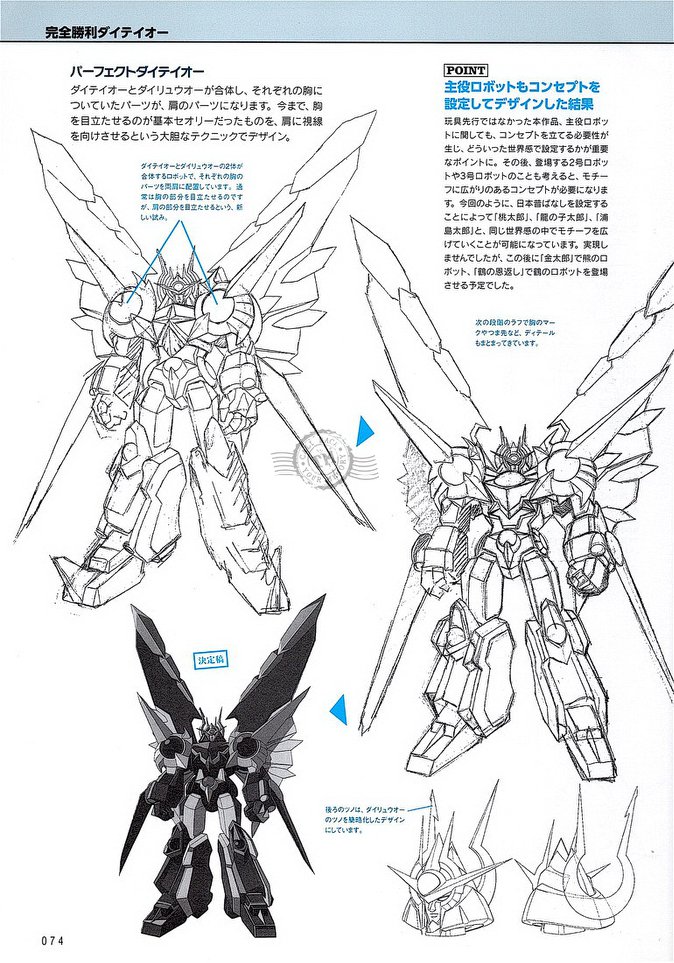 完全勝利ダイテイオー
パーフェクトダイテイオー
ダイテイオーとダイリュウオーが合体し、それぞれの胸に
ついていたパーツが、肩のパーツになります。今まで、胸
を目立たせるのが基本セオリーだったものを、肩に視線
を向けさせるという大胆なテクニックでデザイン。
ダイテイオーとダイリュウオーの2体が
合体するロボットで、それぞれの胸の
パーツを両肩に配置しています。通
常は胸の部分を目立たせるのです
が、肩の部分を目立たせるという、新
しい試み。
POINT
主役ロボットもコンセプトを
設定してデザインした結果
玩具先行ではなかった本作品、主役ロボッ
トに関しても、コンセプトを立てる必要性が
生じ、どういった世界感で設定するかが重要
なポイントに。その後、登場する2号ロボット
や3号ロボットのことも考えると、モチー
フに広がりのあるコンセプトが必要になりま
す。今回のように、日本昔ばなしを設定する
ことによって「桃太郎」、「龍の子太郎」、「浦
島太郎」と、同じ世界感の中でモチーフを広
げていくことが可能になっています。実現し
ませんでしたが、この後に「金太郎」で熊のロ
ボット、「鶴の恩返し」で鶴のロボットを登場
させる予定でした。
次の段階のラフで胸のマー
クやつま先など、ディテール
もまとまってきています。
決定稿
後ろのツノは、ダイリュウオー
のツノを簡略化したデザイン
にしています。
074